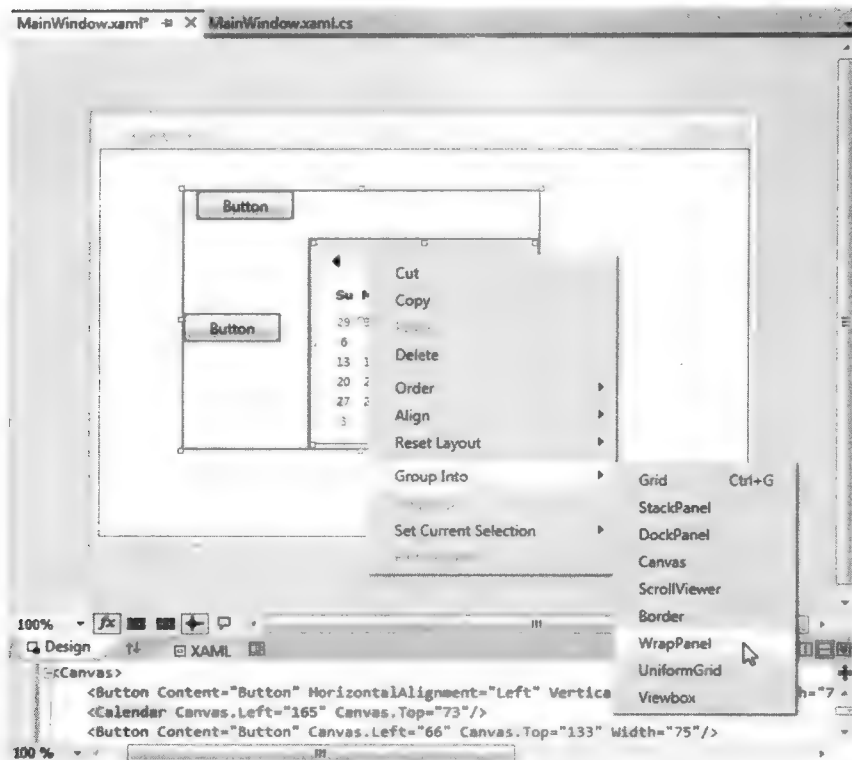 MainWindow.xaml* MainWindow.xaml.cs
Button
Su
29
6
13
20
27
3
Button
Cut
Copy
Delete
Order
Align
Reset Layout
Group Into
Set Current Selection
Grid Ctrl+G
StackPanel
DockPanel
Canvas
ScrollViewer
Border
WrapPanel
UniformGrid
Viewbox
100% fx
Design XAML
<Canvas>
<Button Content="Button" HorizontalAlignment="Left" Vertica
<Calendar Canvas.Left="165" Canvas.Top="73"/>
<Button Content="Button" Canvas.Left="66" Canvas.Top="133" Width="75"/>
100 %